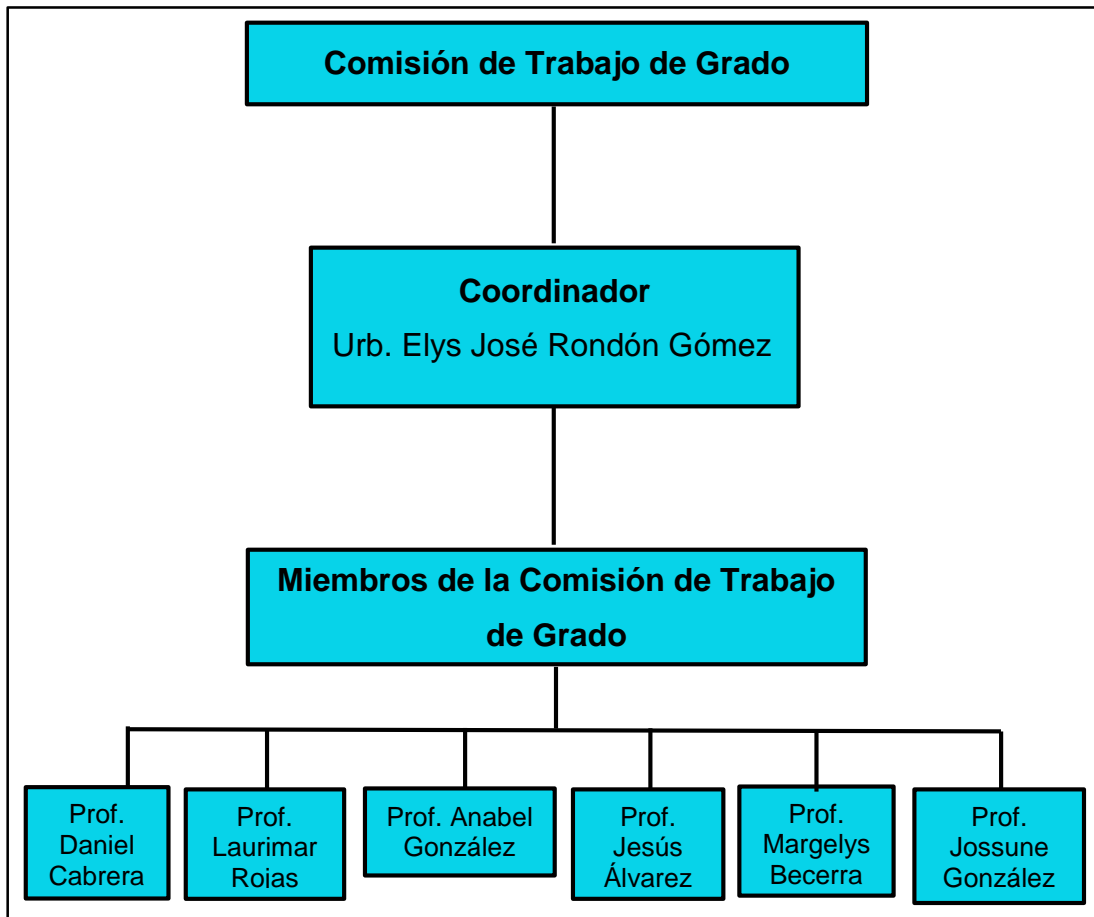 Comisión de Trabajo de Grado
Coordinador
Urb. Elys José Rondón Gómez
Miembros de la Comisión de Trabajo
de Grado
Prof.
Daniel
Cabrera
Prof.
Laurimar
Rojas
Prof. Anabel
González
Prof.
Jesús
Álvarez
Prof.
Margelys
Becerra
Prof.
Jossune
González